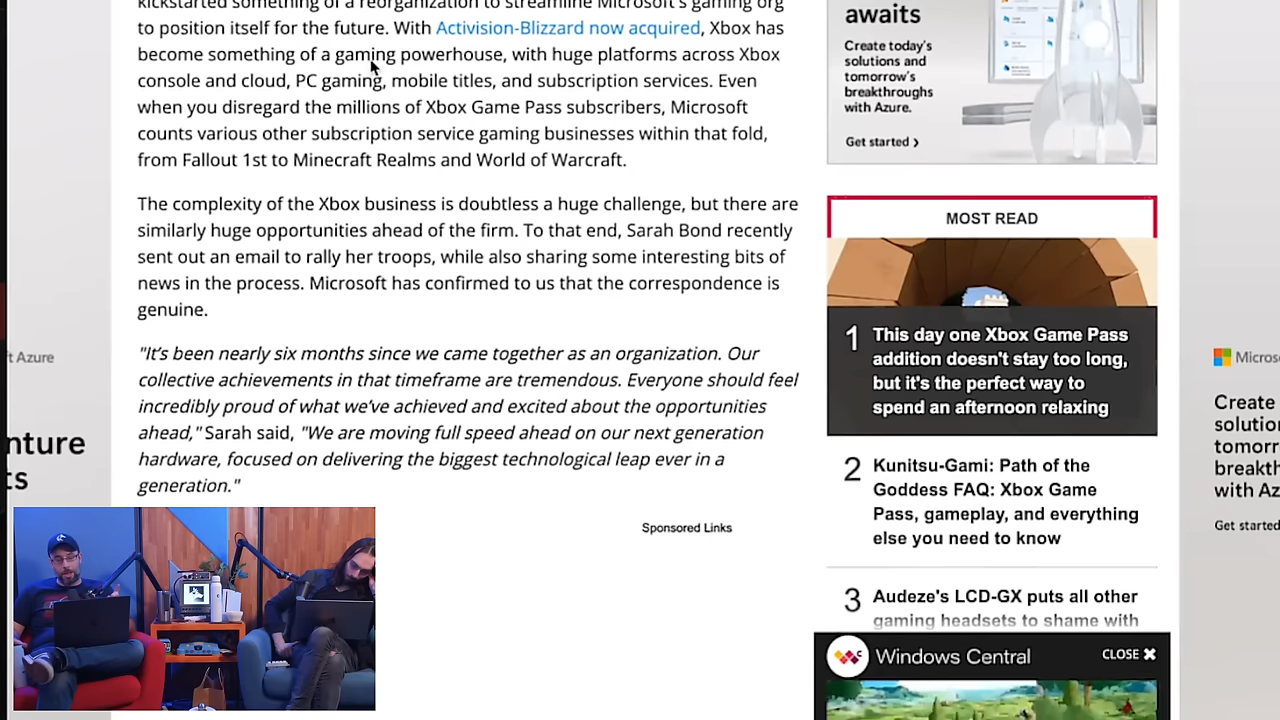 kickstarted something of a reorganization to streamline Microsoft's gaming org
to position itself for the future. With Activision-Blizzard now acquired, Xbox has
become something of a gaming powerhouse, with huge platforms across Xbox
console and cloud, PC gaming, mobile titles, and subscription services. Even
when you disregard the millions of Xbox Game Pass subscribers, Microsoft
counts various other subscription service gaming businesses within that fold,
from Fallout 1st to Minecraft Realms and World of Warcraft.
The complexity of the Xbox business is doubtless a huge challenge, but there are
similarly huge opportunities ahead of the firm. To that end, Sarah Bond recently
sent out an email to rally her troops, while also sharing some interesting bits of
news in the process. Microsoft has confirmed to us that the correspondence is
genuine.
"It's been nearly six months since we came together as an organization. Our
collective achievements in that timeframe are tremendous. Everyone should feel
incredibly proud of what we've achieved and excited about the opportunities
ahead," Sarah said, "We are moving full speed ahead on our next generation
hardware, focused on delivering the biggest technological leap ever in a
generation."
Sponsored Links
awaits
Create today's
solutions and
tomorrow's
breakthroughs
with Azure.
Get started ❯
MOST READ
1 This day one Xbox Game Pass
addition doesn't stay too long,
but it's the perfect way to
spend an afternoon relaxing
2 Kunitsu-Gami: Path of the
Goddess FAQ: Xbox Game
Pass, gameplay, and everything
else you need to know
3 Audeze's LCD-GX puts all other
gaming headsets to shame with
Windows Central
CLOSE ✖
t Azure
nture
ts
Micros
Create
solution
tomorr
breakth
with Az
Get started